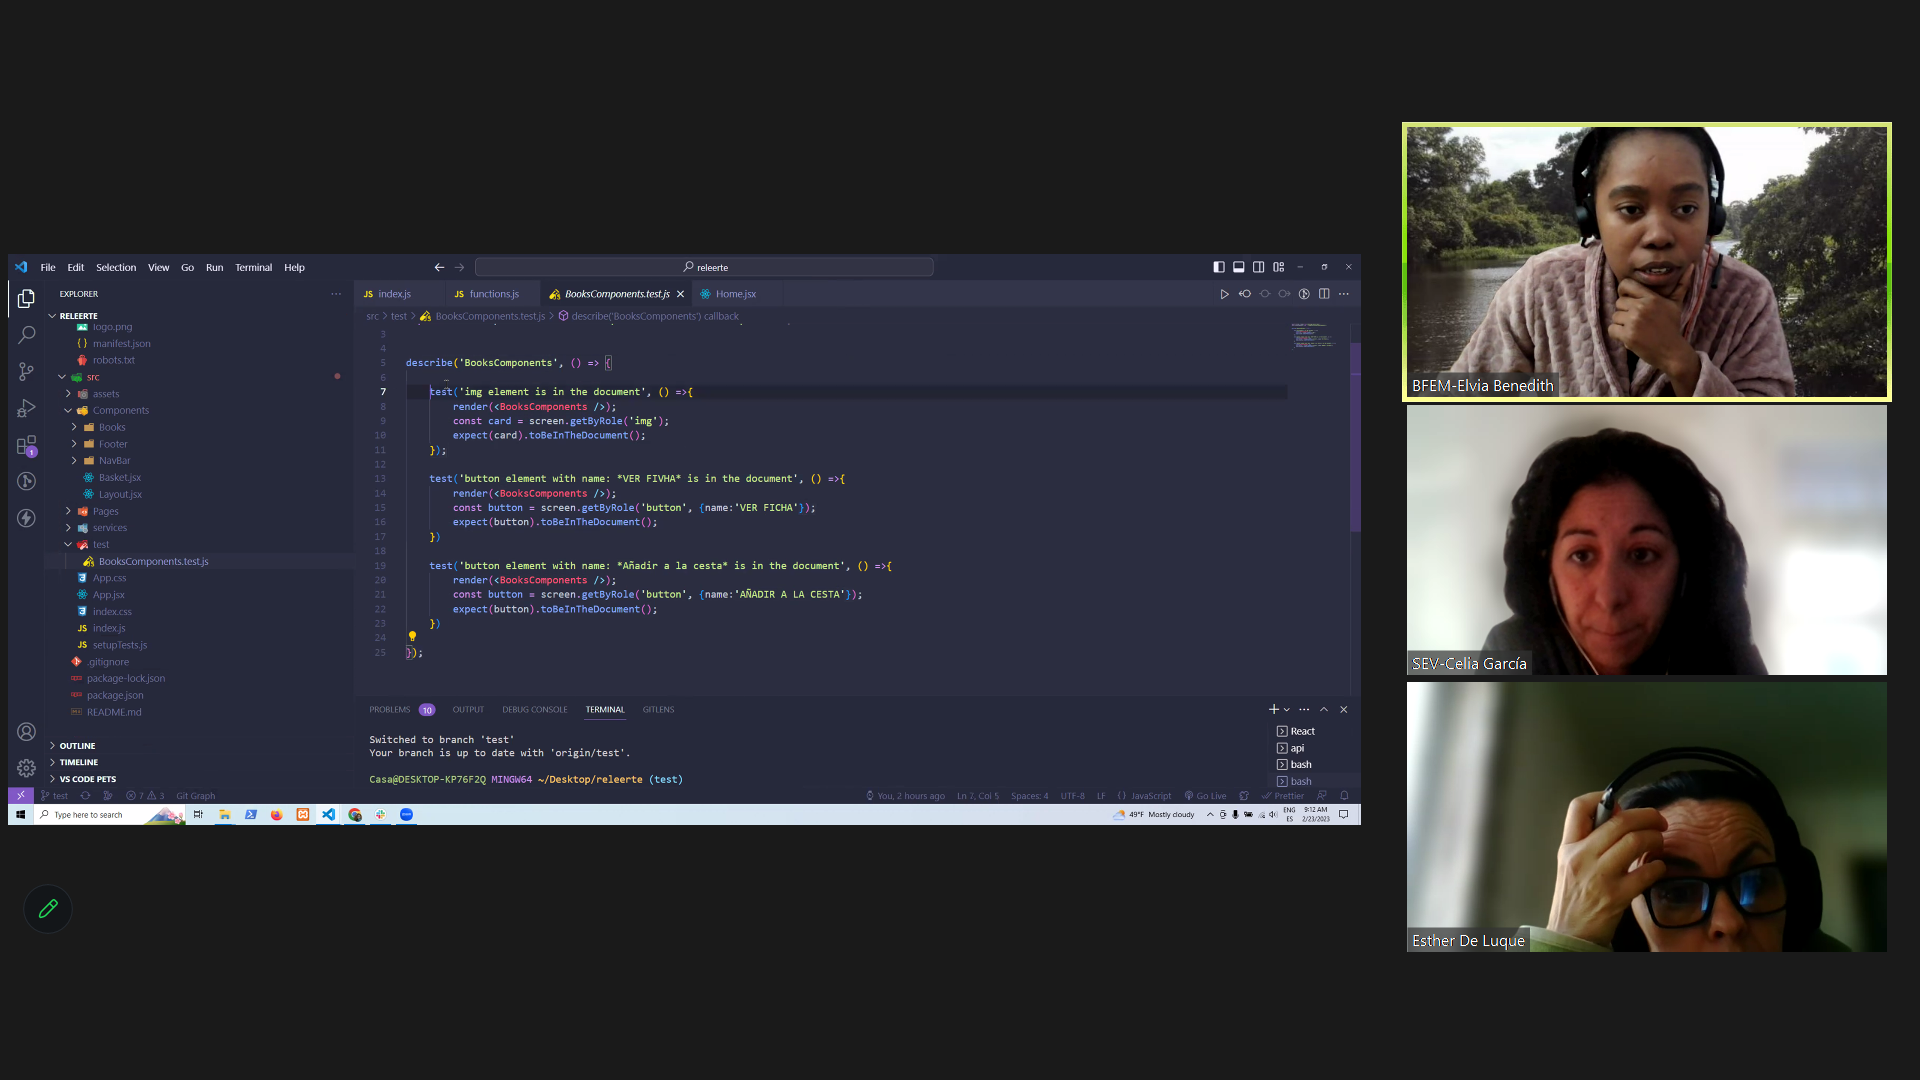 File Edit Selection View Go Run Terminal Help
releerte
EXPLORER
index.js
functions.js
BooksComponents.test.js
Home.jsx
RELEERTE
logo.png
manifest.json
robots.txt
src
assets
Components
Books
Footer
NavBar
Basket.jsx
Layout.jsx
Pages
services
test
BooksComponents.test.js
App.css
App.jsx
index.css
index.js
setupTests.js
.gitignore
package-lock.json
package.json
README.md
OUTLINE
TIMELINE
VS CODE PETS
src > test > BooksComponents.test.js > describe('BooksComponents') callback
3
4
5 describe('BooksComponents', () => {
6
7 test('img element is in the document', () =>{
8 render(<BooksComponents />);
9 const card = screen.getByRole('img');
10 expect(card).toBeInTheDocument();
11 });
12
13 test('button element with name: *VER FIVHA* is in the document', () =>{
14 render(<BooksComponents />);
15 const button = screen.getByRole('button', {name:'VER FICHA'});
16 expect(button).toBeInTheDocument();
17 })
18
19 test('button element with name: *Añadir a la cesta* is in the document', () =>{
20 render(<BooksComponents />);
21 const button = screen.getByRole('button', {name:'AÑADIR A LA CESTA'});
22 expect(button).toBeInTheDocument();
23 })
24
25 });
PROBLEMS 10 OUTPUT DEBUG CONSOLE TERMINAL GITLENS
Switched to branch 'test'
Your branch is up to date with 'origin/test'.
Casa@DESKTOP-KP76F2Q MINGW64 ~/Desktop/releerte (test)
React
api
bash
bash
test 7 3 Git Graph
You, 2 hours ago Ln 7, Col 5 Spaces: 4 UTF-8 LF {} JavaScript Go Live Prettier
Type here to search
49°F Mostly cloudy
ENG
ES
9:12 AM
2/23/2023
1
BFEM-Elvia Benedith
SEV-Celia García
Esther De Luque